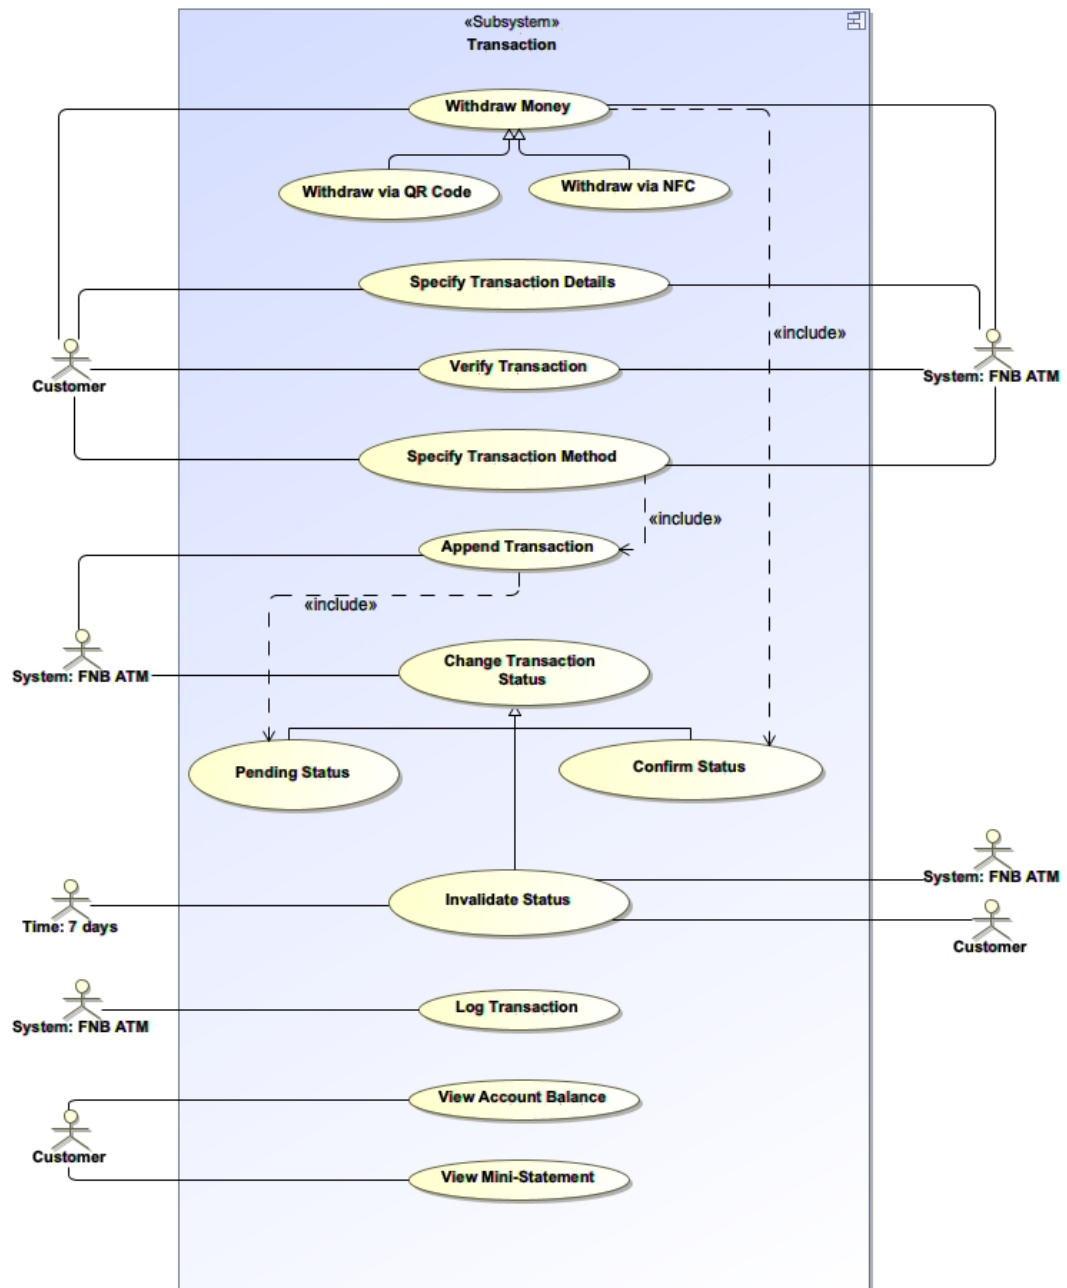 «Subsystem»
Transaction
Withdraw Money
Withdraw via QR Code
Withdraw via NFC
Specify Transaction Details
«include»
Verify Transaction
Customer
System: FNB ATM
Specify Transaction Method
«include»
Append Transaction
«include»
Change Transaction
Status
System: FNB ATM
Pending Status
Confirm Status
System: FNB ATM
Invalidate Status
Time: 7 days
Customer
Log Transaction
System: FNB ATM
View Account Balance
Customer
View Mini-Statement